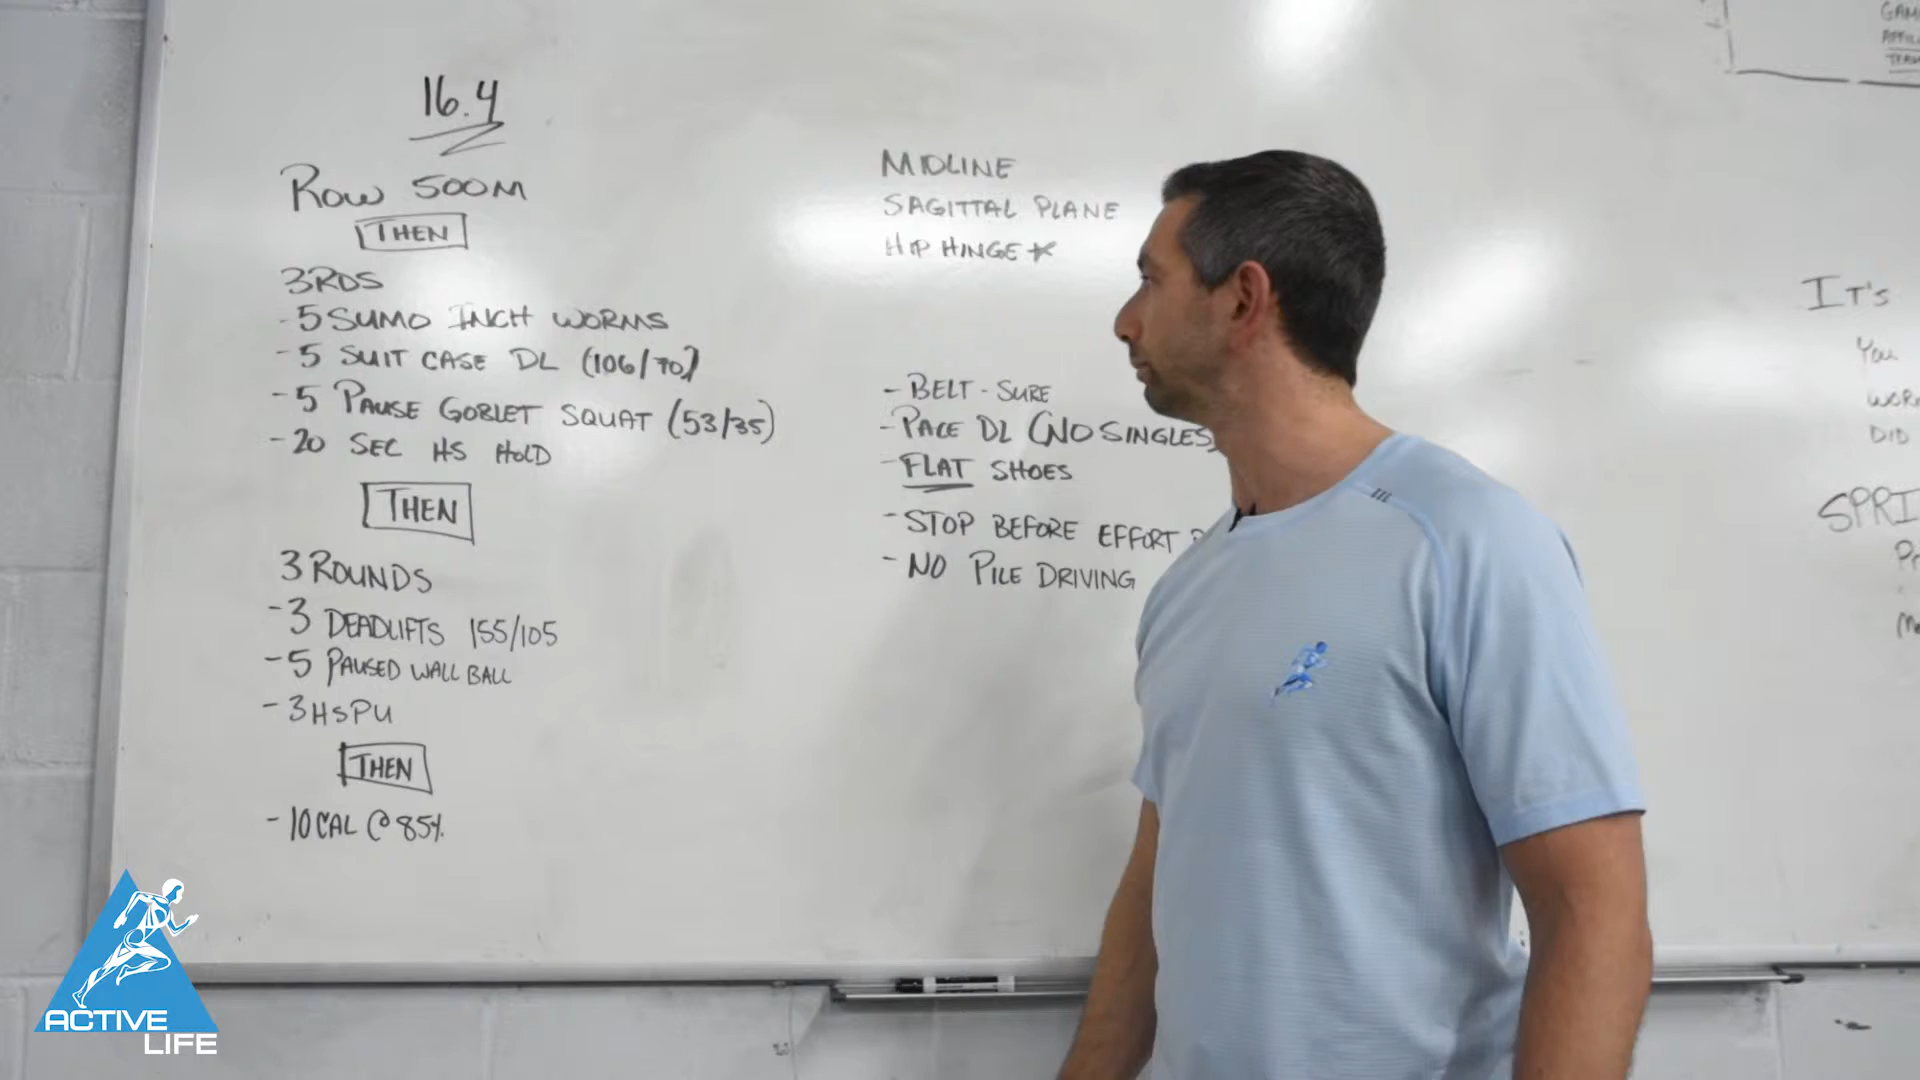 16.4
ROW 500M
THEN
3RDS
- 5 SUMO INCH WORMS
- 5 SUIT CASE DL (106/70)
- 5 PAUSE GOBLET SQUAT (53/35)
- 20 SEC HS HOLD
THEN
3 ROUNDS
- 3 DEADLIFTS 155/105
- 5 PAUSED WALL BALL
- 3 HSPU
THEN
- 10 CAL @ 85%
MIDLINE
SAGITTAL PLANE
HIP HINGE *
- BELT - SURE
- PACE DL (NO SINGLES)
- FLAT SHOES
- STOP BEFORE EFFORT
- NO PILE DRIVING
IT'S
YOU
WOR
DID
SPRI
ACTIVE
LIFE